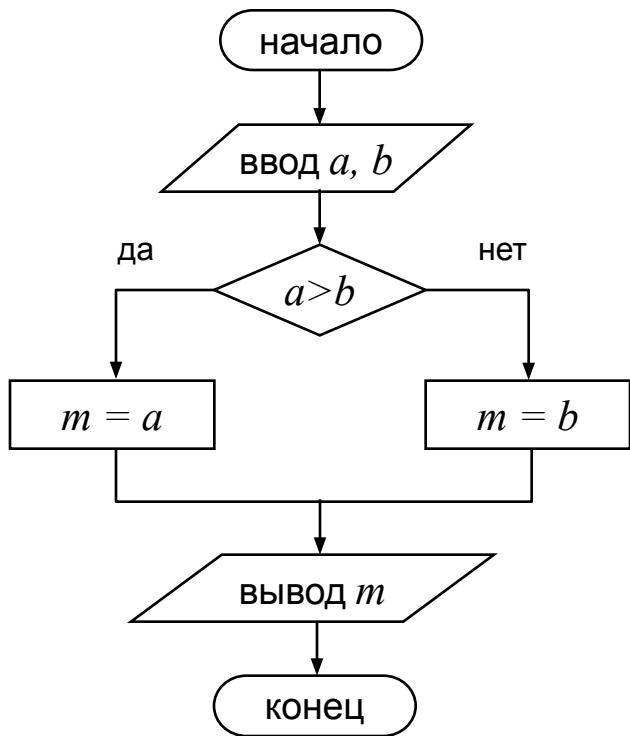 начало
ввод a, b
да
нет
a>b
m = a
m = b
вывод m
конец